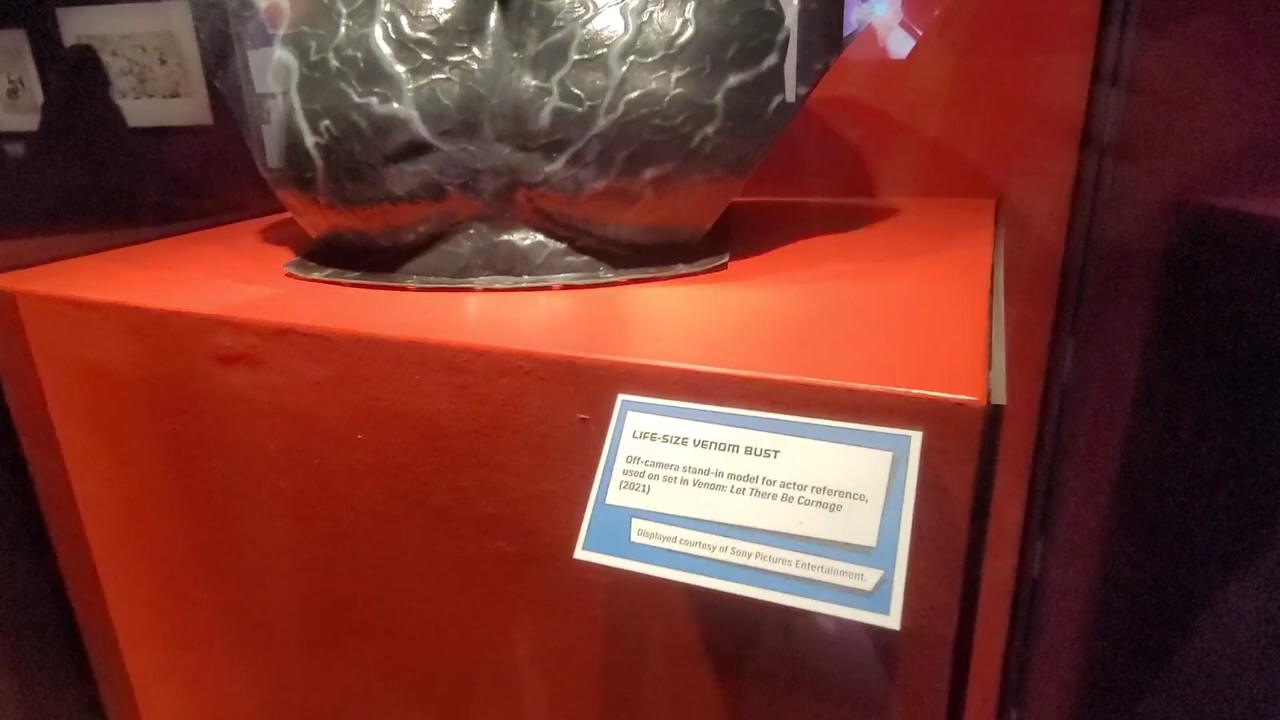 LIFE-SIZE VENOM BUST
Off-camera stand-in model for actor reference,
used on set in Venom: Let There Be Carnage
(2021)
Displayed courtesy of Sony Pictures Entertainment.